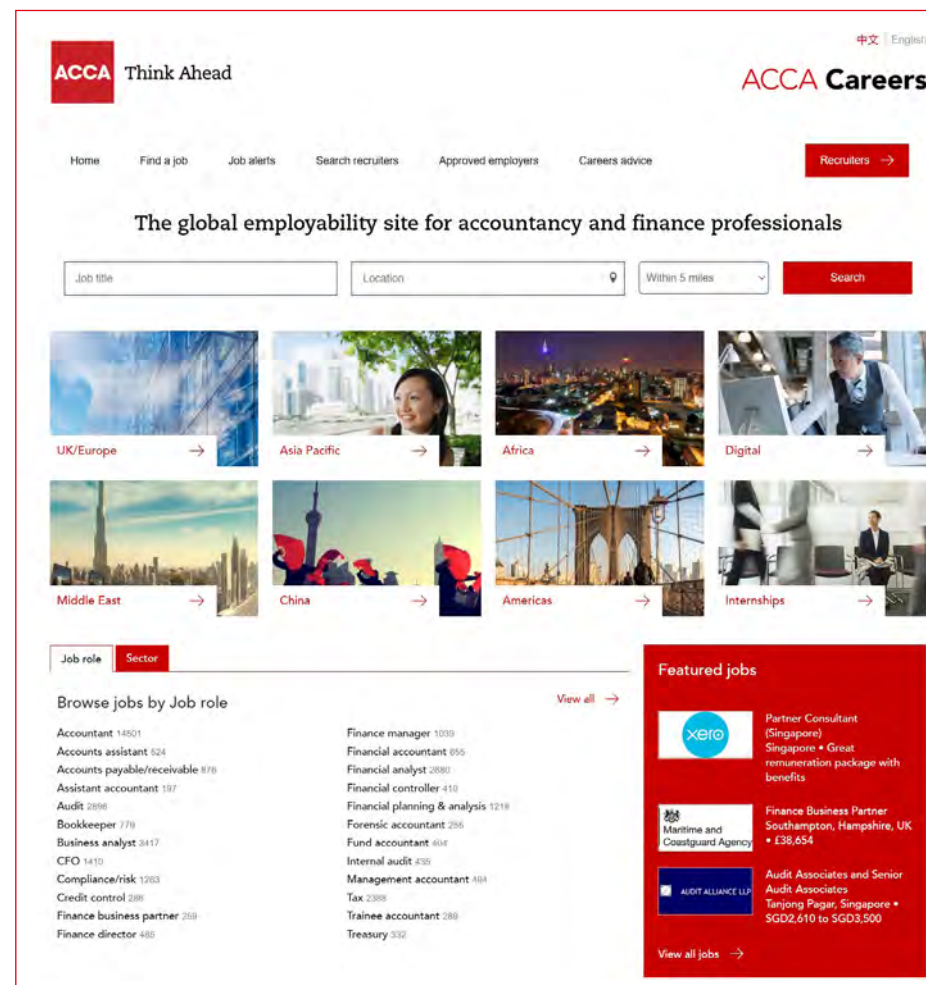 中文 English
ACCA Think Ahead
ACCA Careers
Home Find a job Job alerts Search recruiters Approved employers Careers advice Recruiters →
The global employability site for accountancy and finance professionals
Job title Location Within 5 miles Search
UK/Europe → Asia Pacific → Africa → Digital →
Middle East → China → Americas → Internships →
Job role Sector
Browse jobs by Job role View all →
Accountant 14501
Accounts assistant 524
Accounts payable/receivable 876
Assistant accountant 197
Audit 2896
Bookkeeper 779
Business analyst 3417
CFO 1410
Compliance/risk 1283
Credit control 288
Finance business partner 259
Finance director 485
Finance manager 1039
Financial accountant 655
Financial analyst 2880
Financial controller 410
Financial planning & analysis 1218
Forensic accountant 255
Fund accountant 404
Internal audit 435
Management accountant 494
Tax 2388
Trainee accountant 289
Treasury 332
Featured jobs
xero
Partner Consultant
(Singapore)
Singapore • Great
remuneration package with
benefits
Maritime and
Coastguard Agency
Finance Business Partner
Southampton, Hampshire, UK
• £38,654
AUDIT ALLIANCE LLP
Audit Associates and Senior
Audit Associates
Tanjong Pagar, Singapore •
SGD2,610 to SGD3,500
View all jobs →